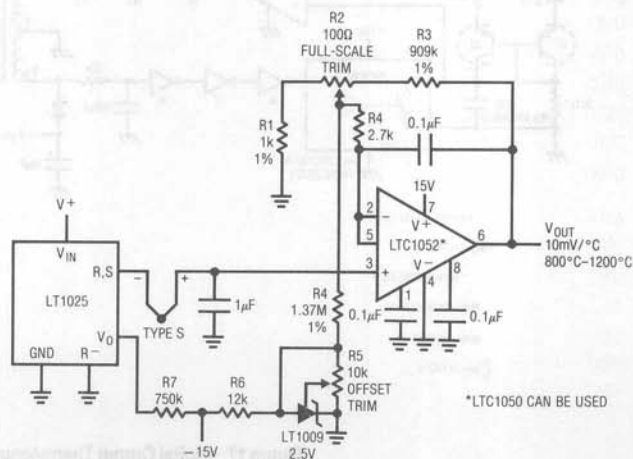 R2
100Ω
FULL-SCALE
TRIM
R3
909k
1%
R1
1k
1%
R4
2.7k
0.1µF
15V
V+
VIN
R,S
LT1025
VO
GND
R–
–
+
TYPE S
1µF
2
–
5
3
+
7
V+
LTC1052*
V–
6
8
1
4
VOUT
10mV/°C
800°C–1200°C
R4
1.37M
1%
0.1µF
0.1µF
R5
10k
OFFSET
TRIM
R7
750k
R6
12k
–15V
LT1009
2.5V
*LTC1050 CAN BE USED